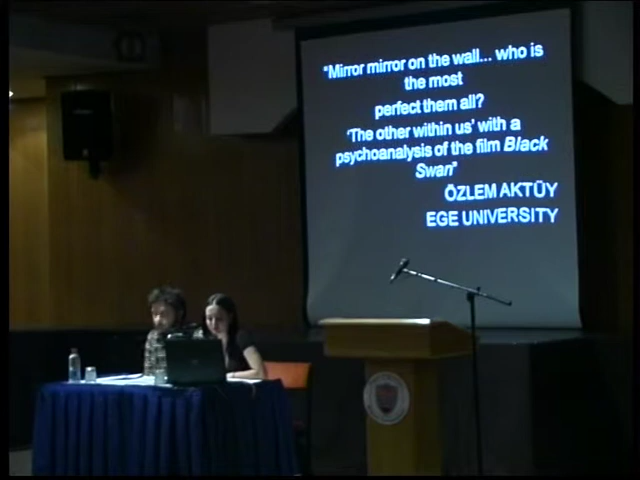 "Mirror mirror on the wall... who is
the most
perfect them all?
'The other within us' with a
psychoanalysis of the film Black
Swan"
ÖZLEM AKTÜY
EGE UNIVERSITY